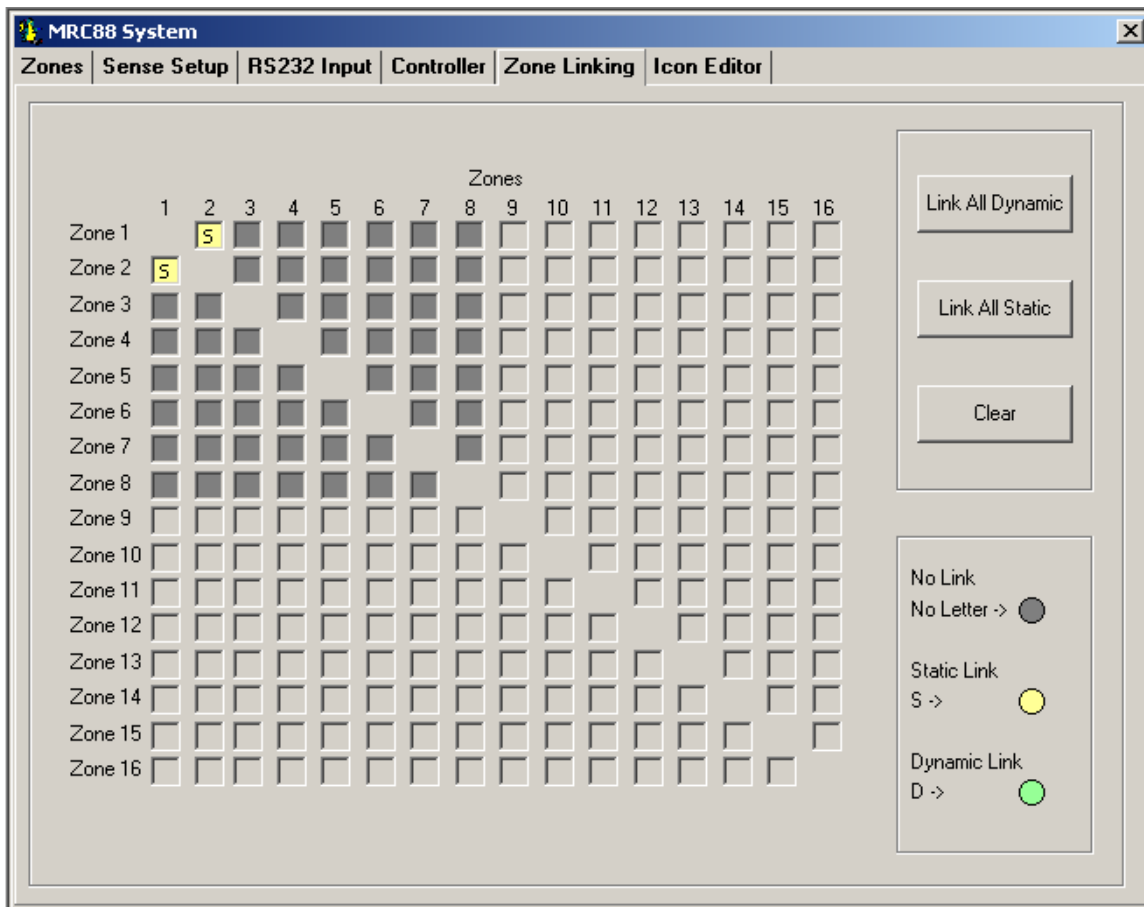 MRC88 System
Zones Sense Setup RS232 Input Controller Zone Linking Icon Editor
Zones
1 2 3 4 5 6 7 8 9 10 11 12 13 14 15 16
Zone 1 S
Zone 2 S
Zone 3
Zone 4
Zone 5
Zone 6
Zone 7
Zone 8
Zone 9
Zone 10
Zone 11
Zone 12
Zone 13
Zone 14
Zone 15
Zone 16
Link All Dynamic
Link All Static
Clear
No Link
No Letter ->
Static Link
S ->
Dynamic Link
D ->